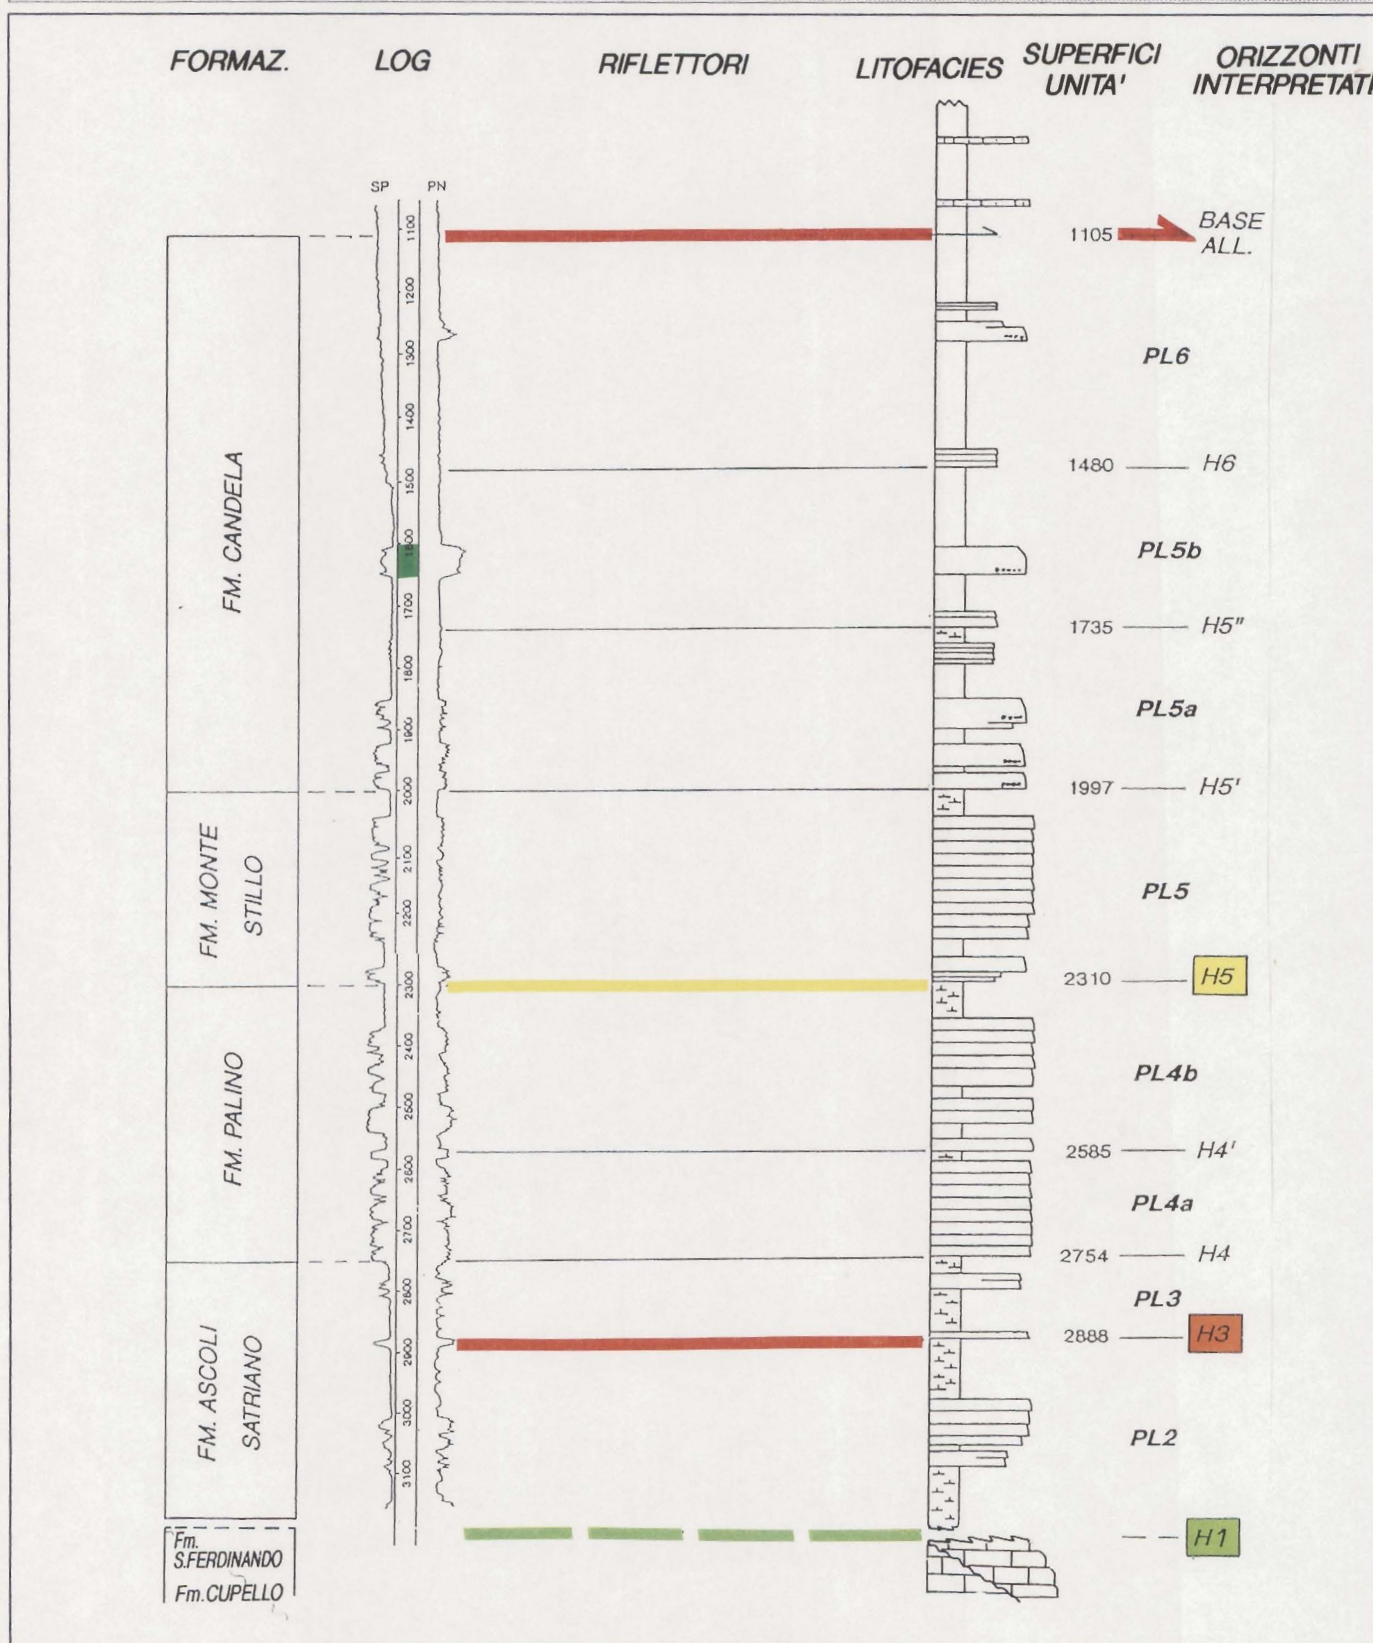 FORMAZ.
LOG
RIFLETTORI
LITOFACIES
SUPERFICI
UNITA'
ORIZZONTI
INTERPRETATI
SP
PN
1100
1200
1300
1400
1500
1600
1700
1800
1900
2000
2100
2200
2300
2400
2500
2600
2700
2800
2900
3000
3100
FM. CANDELA
FM. MONTE
STILLO
FM. PALINO
FM. ASCOLI
SATRIANO
Fm.
S.FERDINANDO
Fm.CUPELLO
1105
BASE
ALL.
PL6
1480
H6
PL5b
1735
H5"
PL5a
1997
H5'
PL5
2310
H5
PL4b
2585
H4'
PL4a
2754
H4
PL3
2888
H3
PL2
H1